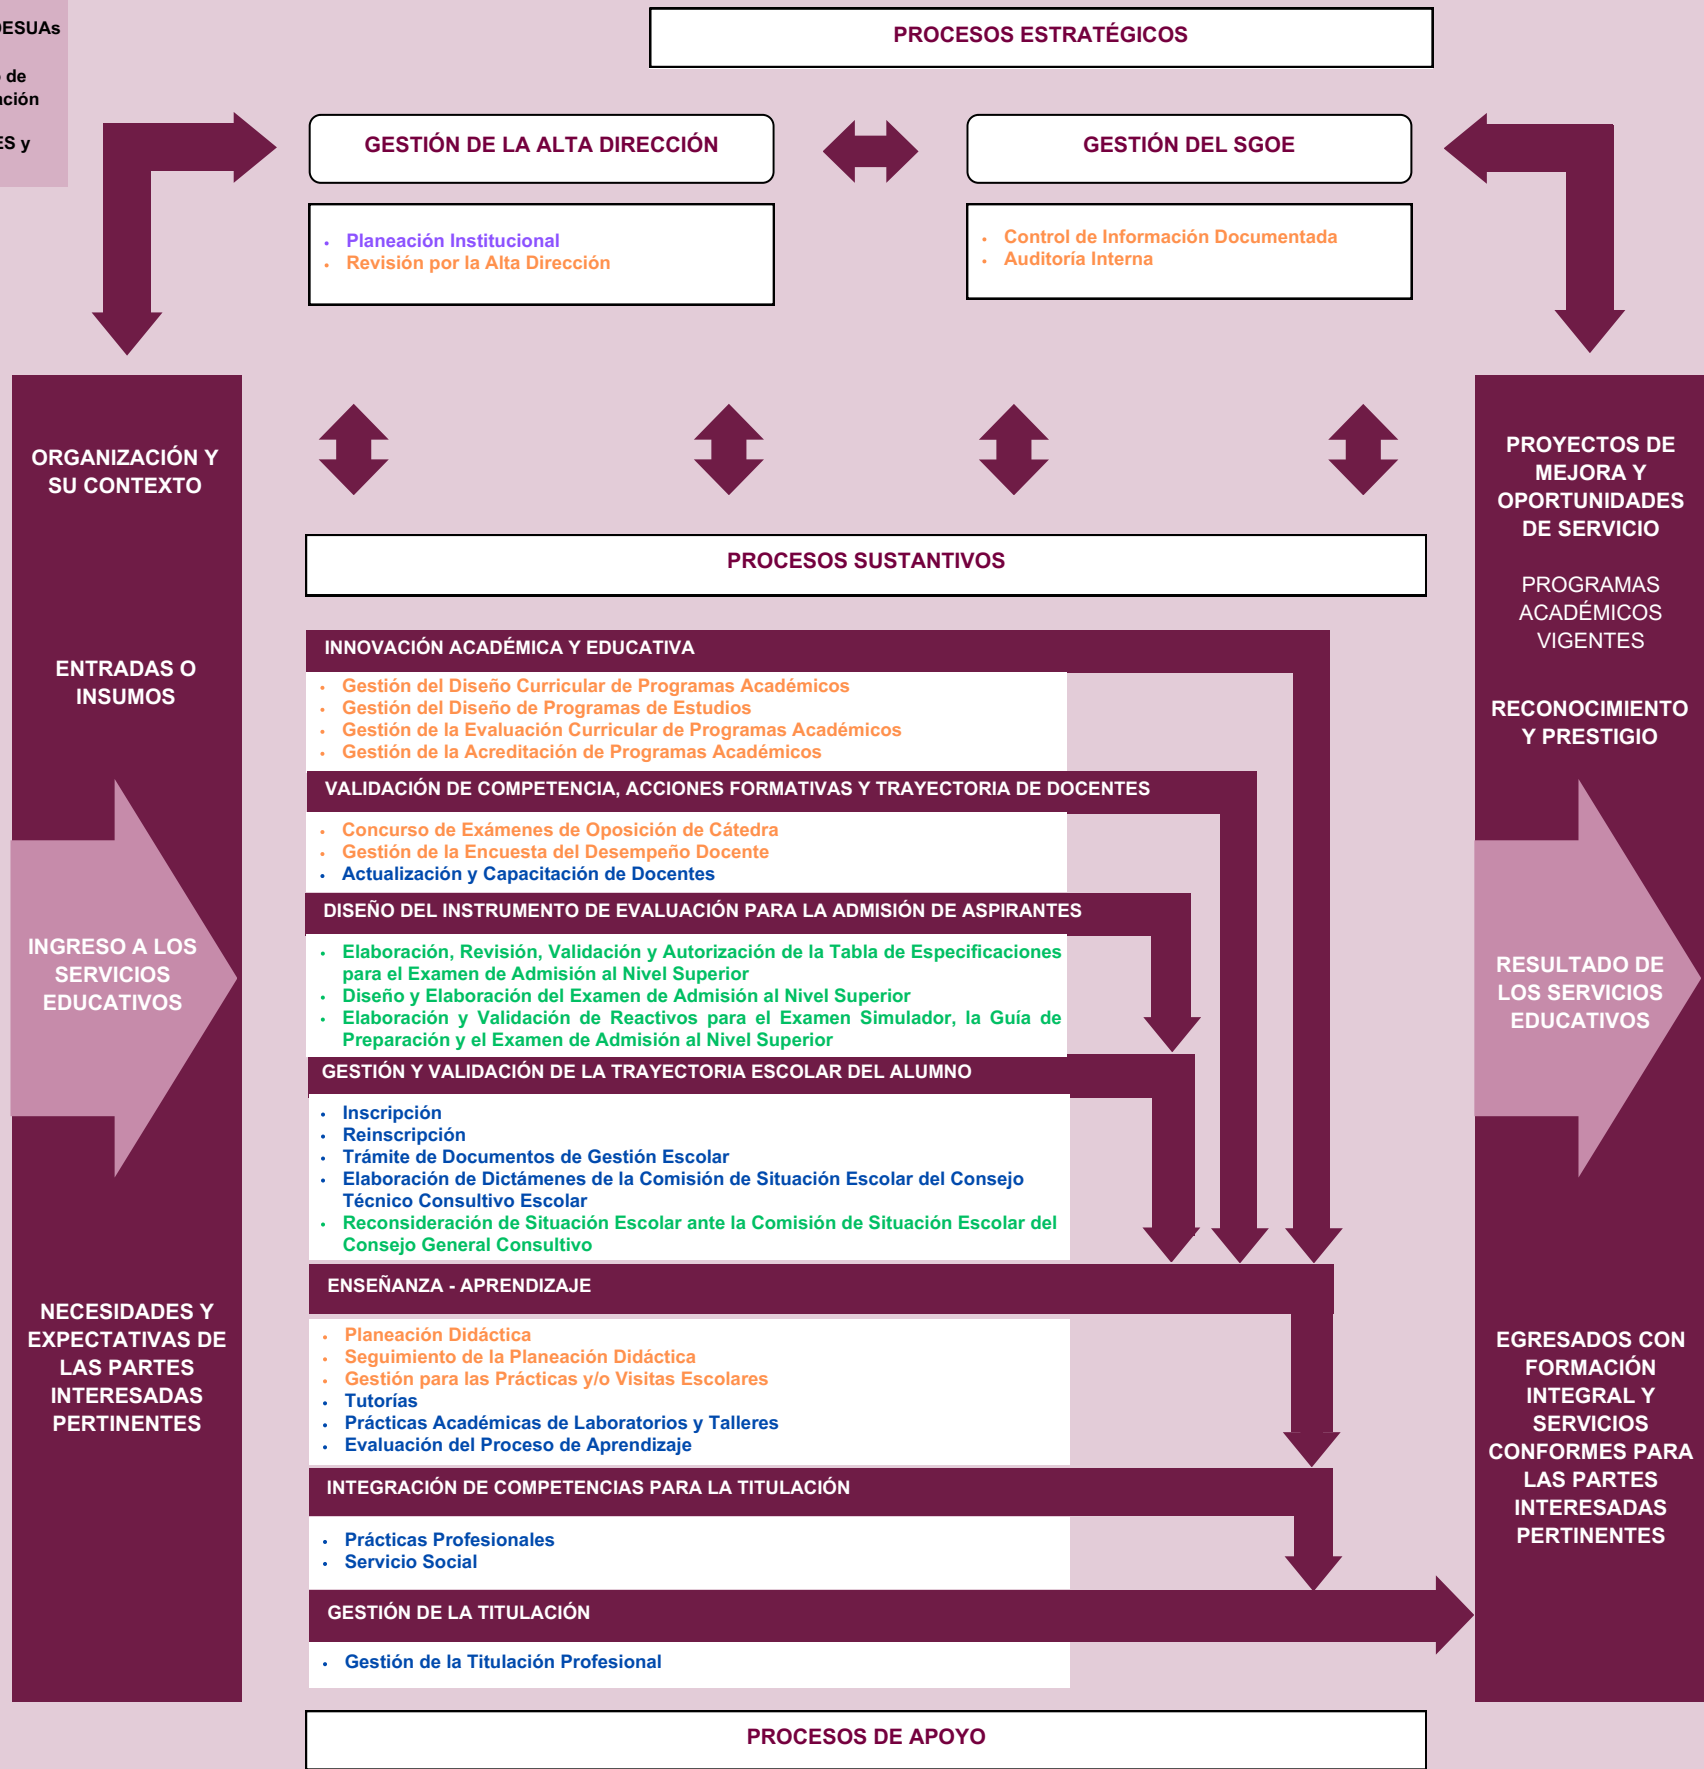 y
de
PROCESOS ESTRATÉGICOS
GESTIÓN DE LA ALTA DIRECCIÓN
GESTIÓN DEL SGOE
• Planeación Institucional
• Revisión por la Alta Dirección
• Control de Información Documentada
• Auditoría Interna
ORGANIZACIÓN Y
SU CONTEXTO
ENTRADAS O
INSUMOS
INGRESO A LOS
SERVICIOS
EDUCATIVOS
NECESIDADES Y
EXPECTATIVAS DE
LAS PARTES
INTERESADAS
PERTINENTES
PROCESOS SUSTANTIVOS
INNOVACIÓN ACADÉMICA Y EDUCATIVA
• Gestión del Diseño Curricular de Programas Académicos
• Gestión del Diseño de Programas de Estudios
• Gestión de la Evaluación Curricular de Programas Académicos
• Gestión de la Acreditación de Programas Académicos
VALIDACIÓN DE COMPETENCIA, ACCIONES FORMATIVAS Y TRAYECTORIA DE DOCENTES
• Concurso de Exámenes de Oposición de Cátedra
• Gestión de la Encuesta del Desempeño Docente
• Actualización y Capacitación de Docentes
DISEÑO DEL INSTRUMENTO DE EVALUACIÓN PARA LA ADMISIÓN DE ASPIRANTES
• Elaboración, Revisión, Validación y Autorización de la Tabla de Especificaciones
para el Examen de Admisión al Nivel Superior
• Diseño y Elaboración del Examen de Admisión al Nivel Superior
• Elaboración y Validación de Reactivos para el Examen Simulador, la Guía de
Preparación y el Examen de Admisión al Nivel Superior
GESTIÓN Y VALIDACIÓN DE LA TRAYECTORIA ESCOLAR DEL ALUMNO
• Inscripción
• Reinscripción
• Trámite de Documentos de Gestión Escolar
• Elaboración de Dictámenes de la Comisión de Situación Escolar del Consejo
Técnico Consultivo Escolar
• Reconsideración de Situación Escolar ante la Comisión de Situación Escolar del
Consejo General Consultivo
ENSEÑANZA - APRENDIZAJE
• Planeación Didáctica
• Seguimiento de la Planeación Didáctica
• Gestión para las Prácticas y/o Visitas Escolares
• Tutorías
• Prácticas Académicas de Laboratorios y Talleres
• Evaluación del Proceso de Aprendizaje
INTEGRACIÓN DE COMPETENCIAS PARA LA TITULACIÓN
• Prácticas Profesionales
• Servicio Social
GESTIÓN DE LA TITULACIÓN
• Gestión de la Titulación Profesional
PROCESOS DE APOYO
PROYECTOS DE
MEJORA Y
OPORTUNIDADES
DE SERVICIO
PROGRAMAS
ACADÉMICOS
VIGENTES
RECONOCIMIENTO
Y PRESTIGIO
RESULTADO DE
LOS SERVICIOS
EDUCATIVOS
EGRESADOS CON
FORMACIÓN
INTEGRAL Y
SERVICIOS
CONFORMES PARA
LAS PARTES
INTERESADAS
PERTINENTES